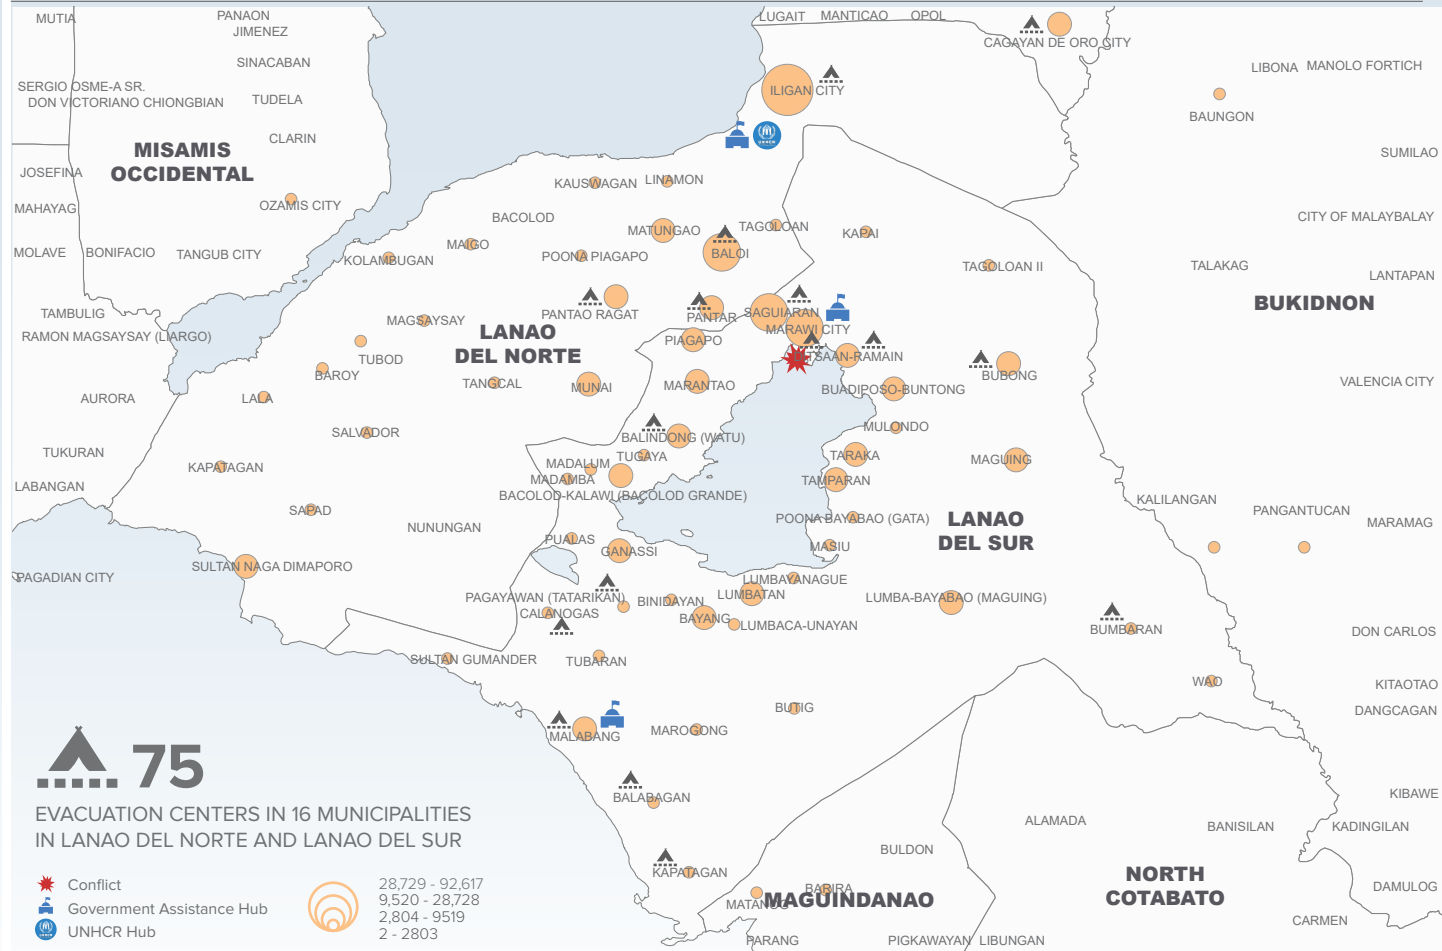 MUTIA
PANAON
JIMENEZ
LUGAIT
MANTICAO
OPOL
CAGAYAN DE ORO CITY
SINACABAN
LIBONA
MANOLO FORTICH
SERGIO OSME-A SR.
DON VICTORIANO CHIONGBIAN
TUDELA
ILIGAN CITY
BAUNGON
CLARIN
UNHCR
MISAMIS
OCCIDENTAL
SUMILAO
JOSEFINA
KAUSWAGAN
LINAMON
MAHAYAG
OZAMIS CITY
BACOLOD
CITY OF MALAYBALAY
MATUNGAO
TAGOLOAN
KAPAI
MOLAVE
BONIFACIO
TANGUB CITY
KOLAMBUGAN
MAIGO
POONA PIAGAPO
BALOI
TAGOLOAN II
TALAKAG
LANTAPAN
TAMBULIG
MAGSAYSAY
PANTAO RAGAT
PANTAR
SAGUIARAN
BUKIDNON
RAMON MAGSAYSAY (LIARGO)
LANAO
DEL NORTE
MARAWI CITY
PIAGAPO
TUBOD
SAAN-RAMAIN
BAROY
TANGCAL
MUNAI
MARANTAO
BUADIPOSO-BUNTONG
BUBONG
VALENCIA CITY
AURORA
LALA
SALVADOR
MULONDO
BALINDONG (WATU)
TUKURAN
TUGAYA
TARAKA
MAGUING
KAPATAGAN
MADALUM
MADAMBA
TAMPARAN
LABANGAN
BACOLOD-KALAWI (BACOLOD GRANDE)
KALILANGAN
SAPAD
PANGANTUCAN
NUNUNGAN
POONA BAYABAO (GATA)
LANAO
DEL SUR
MARAMAG
PUALAS
GANASSI
MASIU
SULTAN NAGA DIMAPORO
PAGADIAN CITY
LUMBAYANAGUE
PAGAYAWAN (TATARIKAN)
BINIDAYAN
LUMBATAN
LUMBA-BAYABAO (MAGUING)
CALANOGAS
BAYANG
LUMBACA-UNAYAN
BUMBARAN
DON CARLOS
SULTAN GUMANDER
TUBARAN
WAO
KITAOTAO
BUTIG
DANGCAGAN
MALABANG
MAROGONG
75
EVACUATION CENTERS IN 16 MUNICIPALITIES
IN LANAO DEL NORTE AND LANAO DEL SUR
BALABAGAN
KIBAWE
ALAMADA
BANISILAN
KADINGILAN
BULDON
KAPATAGAN
NORTH
COTABATO
BARIRA
MAGUINDANAO
DAMULOG
CARMEN
PARANG
PIGKAWAYAN
LIBUNGAN
Conflict
Government Assistance Hub
UNHCR Hub
28,729 - 92,617
9,520 - 28,728
2,804 - 9519
2 - 2803